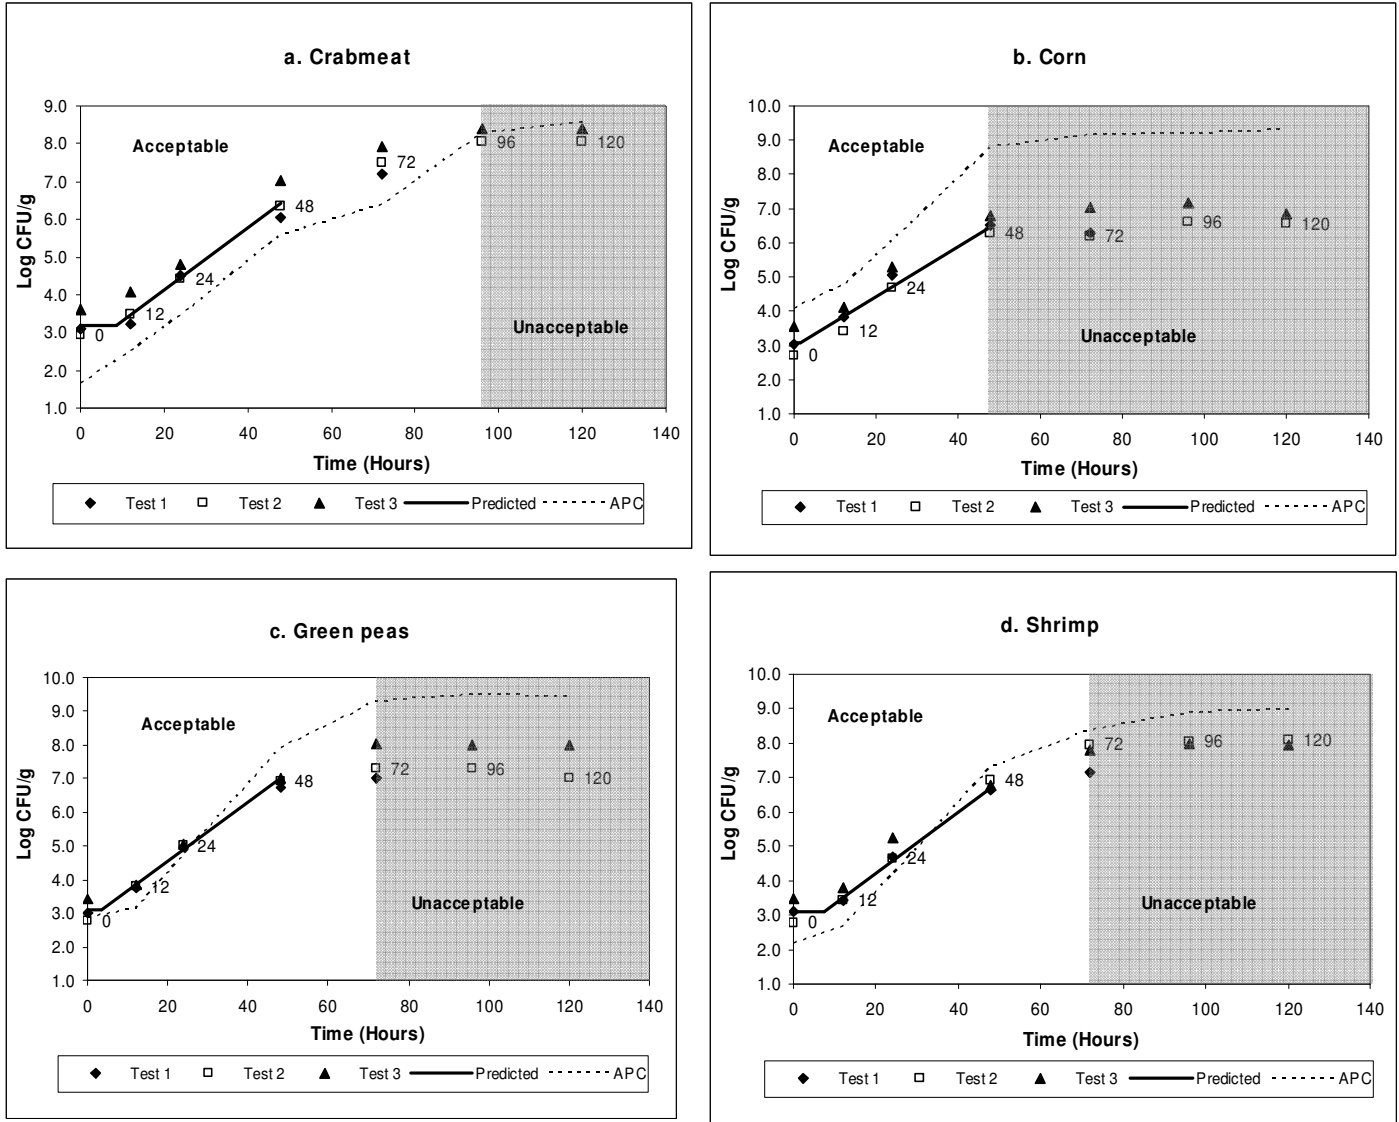 a. Crabmeat
9.0
8.0
7.0
6.0
5.0
4.0
3.0
2.0
1.0
Log CFU/g
Acceptable
Unacceptable
0
12
24
48
72
96
120
0 20 40 60 80 100 120 140
Time (Hours)
Test 1 Test 2 Test 3 Predicted APC
b. Corn
10.0
9.0
8.0
7.0
6.0
5.0
4.0
3.0
2.0
1.0
Log CFU/g
Acceptable
Unacceptable
0
12
24
48
72
96
120
0 20 40 60 80 100 120 140
Time (Hours)
Test 1 Test 2 Test 3 Predicted APC
c. Green peas
10.0
9.0
8.0
7.0
6.0
5.0
4.0
3.0
2.0
1.0
Log CFU/g
Acceptable
Unacceptable
0
12
24
48
72
96
120
0 20 40 60 80 100 120 140
Time (Hours)
Test 1 Test 2 Test 3 Predicted APC
d. Shrimp
10.0
9.0
8.0
7.0
6.0
5.0
4.0
3.0
2.0
1.0
Log CFU/g
Acceptable
Unacceptable
0
12
24
48
72
96
120
0 20 40 60 80 100 120 140
Time (Hours)
Test 1 Test 2 Test 3 Predicted APC